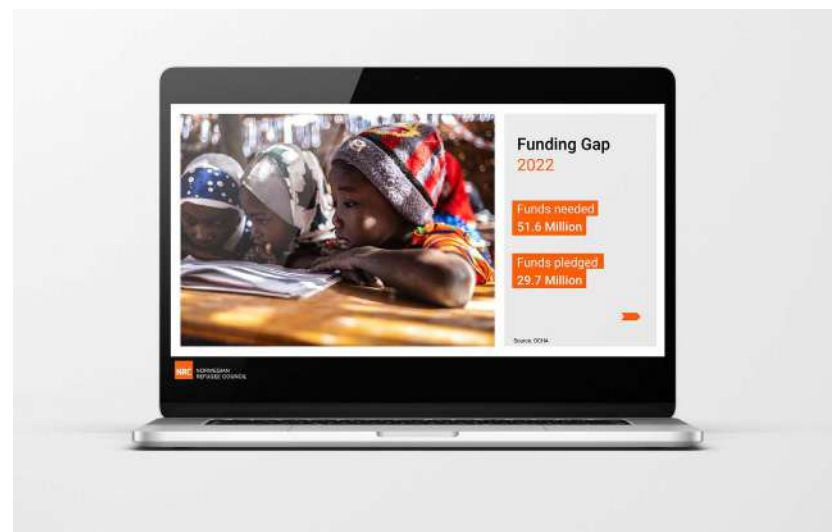 Funding Gap
2022
Funds needed
51.6 Million
Funds pledged
29.7 Million
Source: OCHA
NRC
NORWEGIAN
REFUGEE COUNCIL